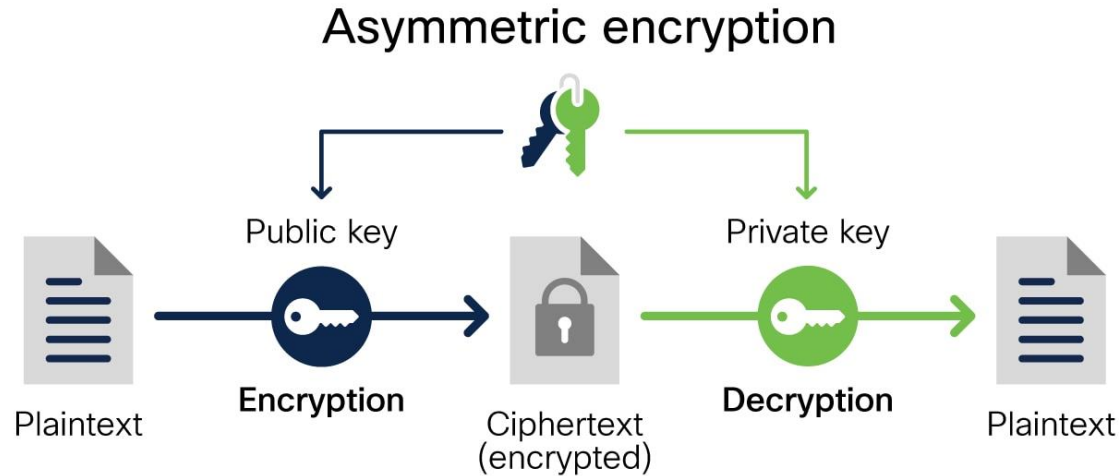 Asymmetric encryption
Public key
Private key
Encryption
Decryption
Plaintext
Ciphertext
(encrypted)
Plaintext